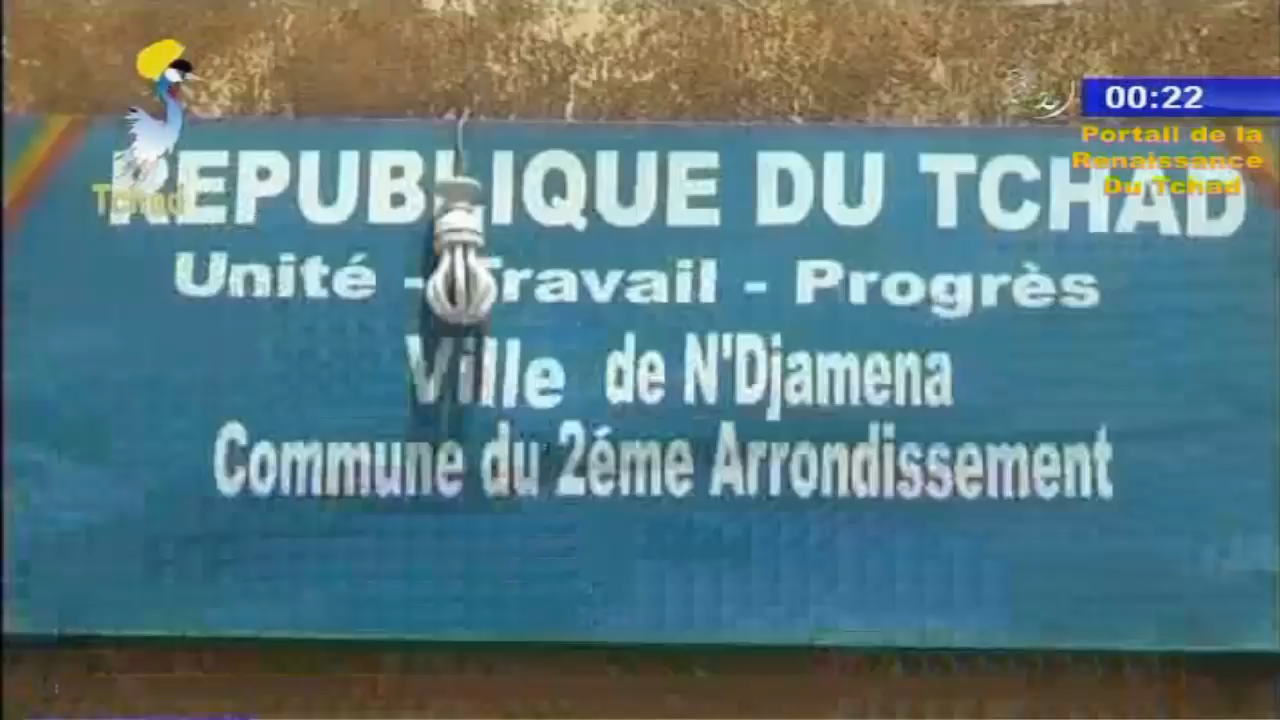 00:22
Portail de la
Renaissance
Du Tchad
Tchad
REPUBLIQUE DU TCHAD
Unité - Travail - Progrès
Ville de N'Djamena
Commune du 2éme Arrondissement